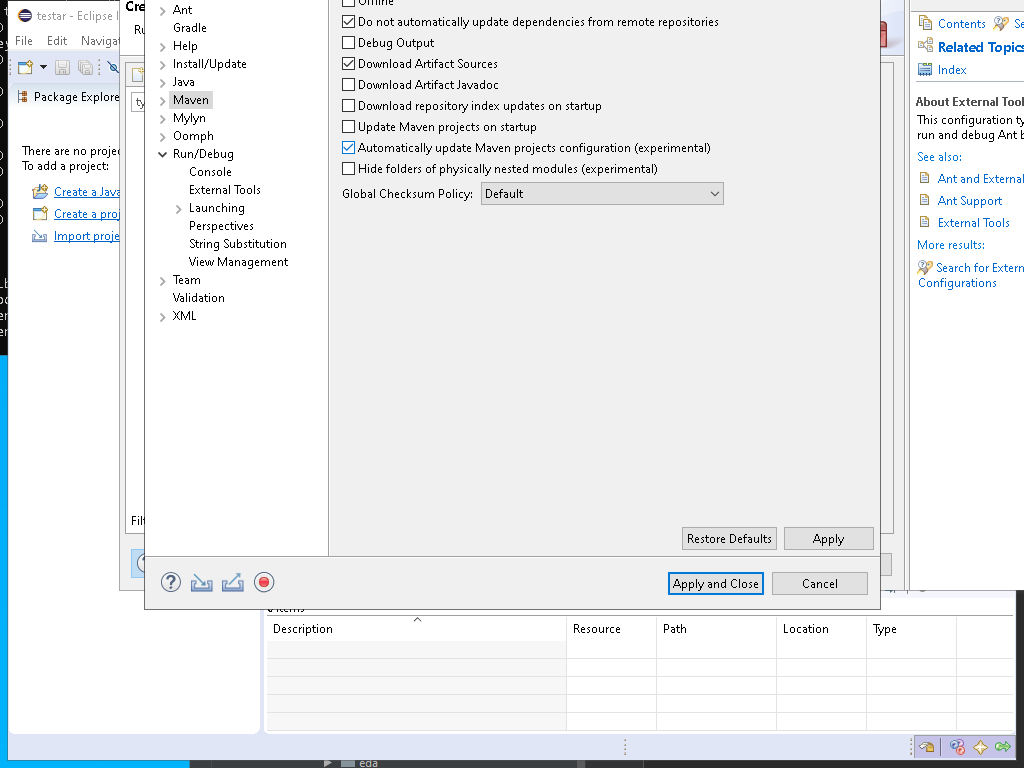 testar - Eclipse I
File Edit Navigat
Package Explore
There are no projec
To add a project:
Create a Java
Create a proj
Import proje
Cre
Ru
ty
Filt
Ant
Gradle
Help
Install/Update
Java
Maven
Mylyn
Oomph
Run/Debug
Console
External Tools
Launching
Perspectives
String Substitution
View Management
Team
Validation
XML
Offline
Do not automatically update dependencies from remote repositories
Debug Output
Download Artifact Sources
Download Artifact Javadoc
Download repository index updates on startup
Update Maven projects on startup
Automatically update Maven projects configuration (experimental)
Hide folders of physically nested modules (experimental)
Global Checksum Policy: Default
Restore Defaults Apply
Apply and Close Cancel
Contents Se
Related Topics
Index
About External Tool
This configuration ty
run and debug Ant b
See also:
Ant and External
Ant Support
External Tools
More results:
Search for Extern
Configurations
items
Description Resource Path Location Type
eda